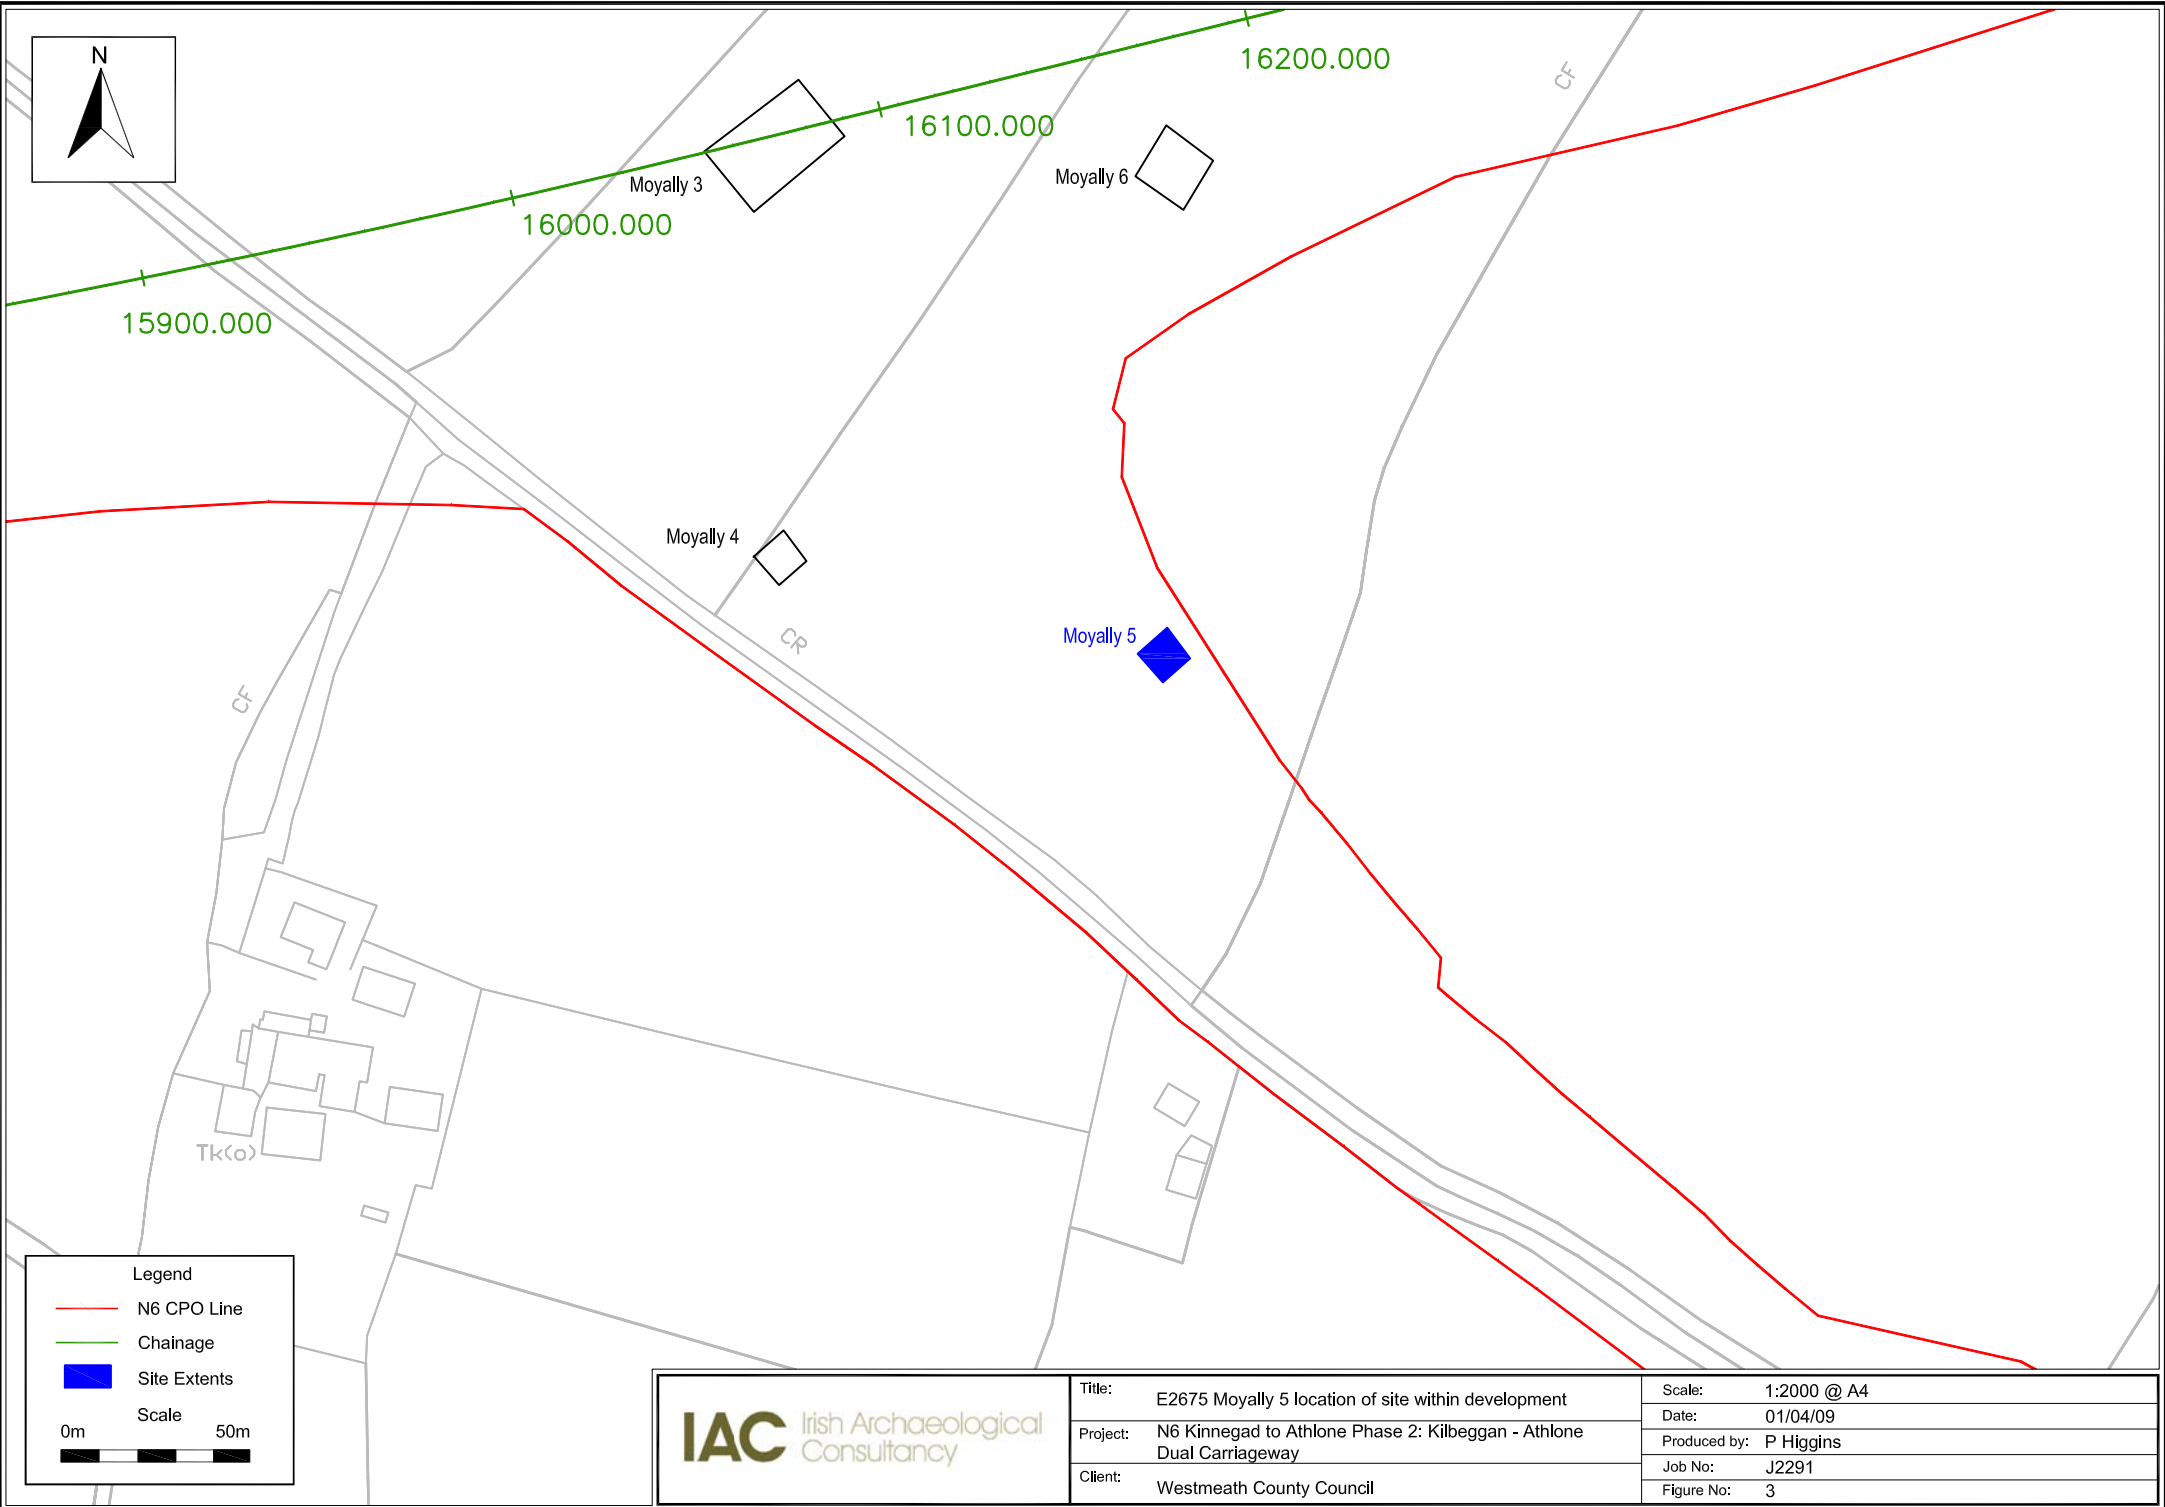 N
16200.000
CF
16100.000
Moyally 3
Moyally 6
16000.000
15900.000
Moyally 4
CR
Moyally 5
CF
Tk(o)
Legend
N6 CPO Line
Chainage
Site Extents
Scale
0m 50m
IAC Irish Archaeological
Consultancy
Title: E2675 Moyally 5 location of site within development
Project: N6 Kinnegad to Athlone Phase 2: Kilbeggan - Athlone
Dual Carriageway
Client: Westmeath County Council
Scale: 1:2000 @ A4
Date: 01/04/09
Produced by: P Higgins
Job No: J2291
Figure No: 3